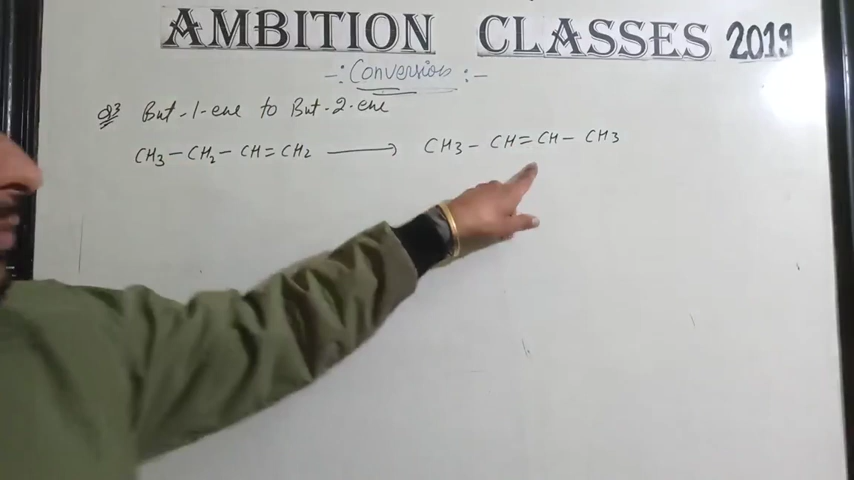 AMBITION CLASSES 2019
-: Conversion :-
Q3 But-1-ene to But-2-ene
CH3 - CH2 - CH = CH2 ⟶ CH3 - CH = CH - CH3